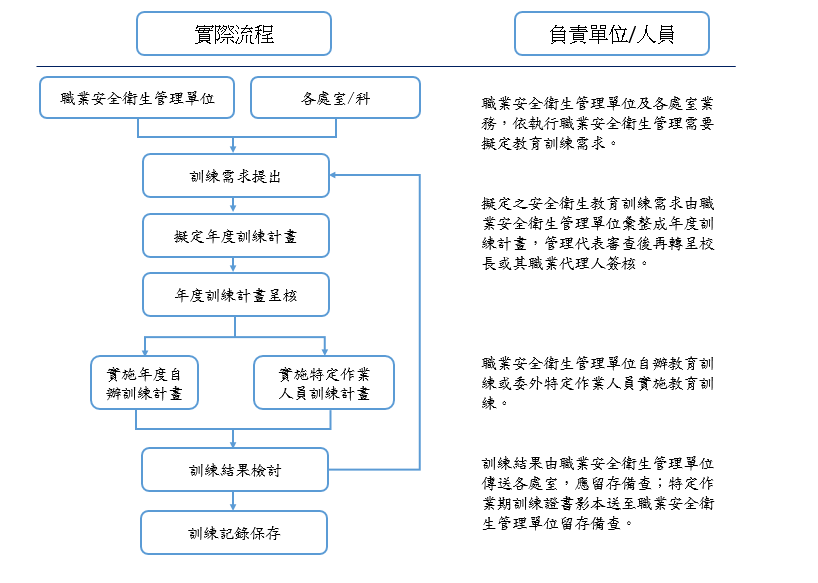 實際流程
負責單位/人員
職業安全衛生管理單位
各處室/科
訓練需求提出
擬定年度訓練計畫
年度訓練計畫呈核
實施年度自
辦訓練計畫
實施特定作業
人員訓練計畫
訓練結果檢討
訓練記錄保存
職業安全衛生管理單位及各處室業
務，依執行職業安全衛生管理需要
擬定教育訓練需求。
擬定之安全衛生教育訓練需求由職
業安全衛生管理單位彙整成年度訓
練計畫，管理代表審查後再轉呈校
長或其職業代理人簽核。
職業安全衛生管理單位自辦教育訓
練或委外特定作業人員實施教育訓
練。
訓練結果由職業安全衛生管理單位
傳送各處室，應留存備查；特定作
業期訓練證書影本送至職業安全衛
生管理單位留存備查。